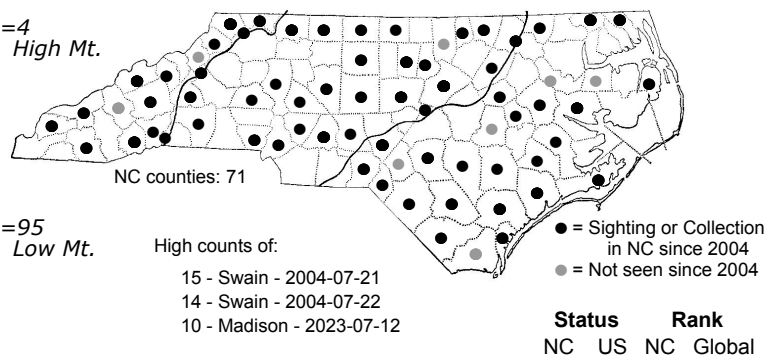 =4
High Mt.
NC counties: 71
=95
Low Mt.
High counts of:
15 - Swain - 2004-07-21
14 - Swain - 2004-07-22
10 - Madison - 2023-07-12
= Sighting or Collection
in NC since 2004
= Not seen since 2004
Status Rank
NC US NC Global